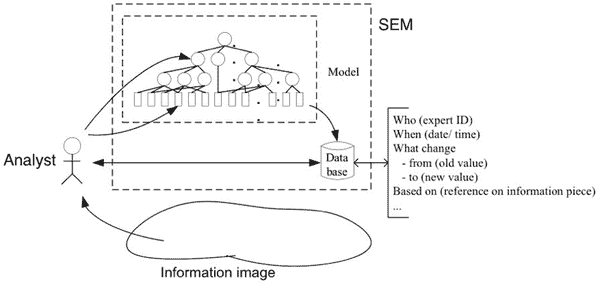 SEM
Model
Analyst
Data
base
Who (expert ID)
When (date/ time)
What change
- from (old value)
- to (new value)
Based on (reference on information piece)
...
Information image